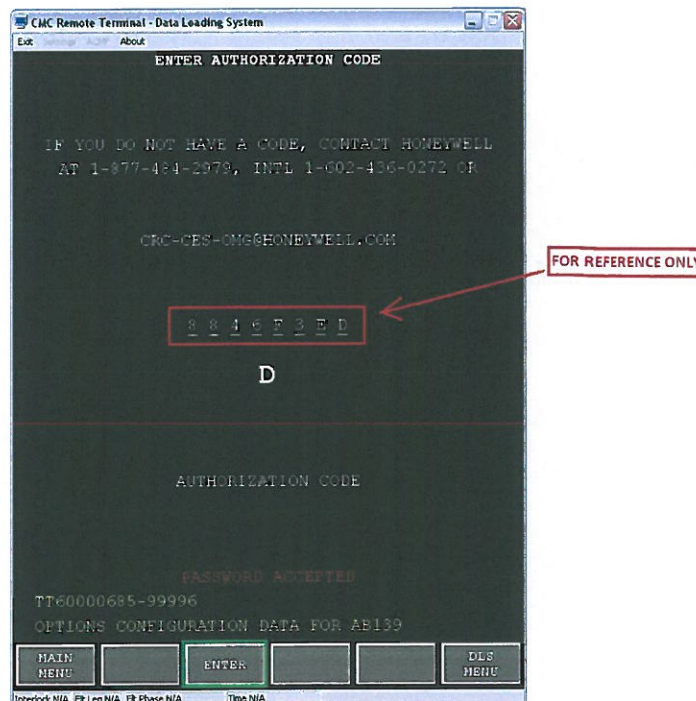 CMC Remote Terminal - Data Loading System
Exit Settings ACMF About
ENTER AUTHORIZATION CODE
IF YOU DO NOT HAVE A CODE, CONTACT HONEYWELL
AT 1-877-484-2979, INTL 1-602-436-0272 OR
CRC-CES-OMG@HONEYWELL.COM
FOR REFERENCE ONLY
8 8 4 6 F 3 E D
D
AUTHORIZATION CODE
PASSWORD ACCEPTED
TT60000685-99996
OPTIONS CONFIGURATION DATA FOR AB139
MAIN MENU
ENTER
DLS MENU
Interlock N/A Flt Leg N/A Flt Phase N/A Time N/A